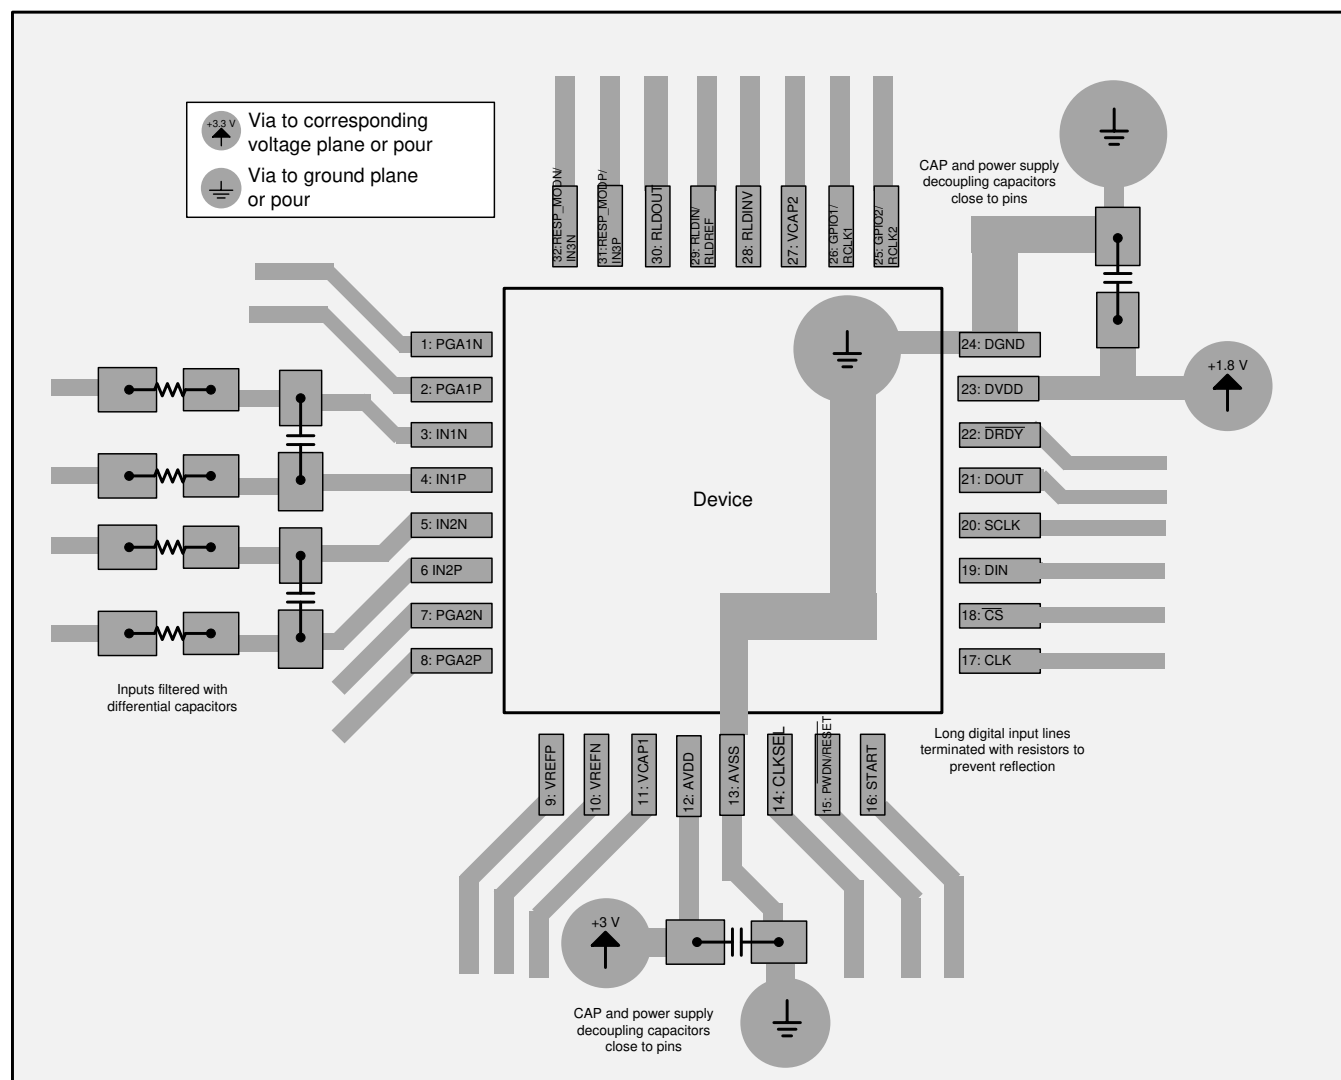 +3.3 V
Via to corresponding
voltage plane or pour
Via to ground plane
or pour
32:RESP_MODN/
IN3N
31:RESP_MODP/
IN3P
30: RLDOUT
29: RLDIN/
RLDREF
28: RLDINV
27: VCAP2
26: GPIO1/
RCLK1
25: GPIO2/
RCLK2
CAP and power supply
decoupling capacitors
close to pins
1: PGA1N
2: PGA1P
3: IN1N
4: IN1P
5: IN2N
6 IN2P
7: PGA2N
8: PGA2P
Device
24: DGND
23: DVDD
22: DRDY
21: DOUT
20: SCLK
19: DIN
18: CS
17: CLK
+1.8 V
Inputs filtered with
differential capacitors
Long digital input lines
terminated with resistors to
prevent reflection
9: VREFP
10: VREFN
11: VCAP1
12: AVDD
13: AVSS
14: CLKSEL
15: PWDN/RESET
16: START
+3 V
CAP and power supply
decoupling capacitors
close to pins